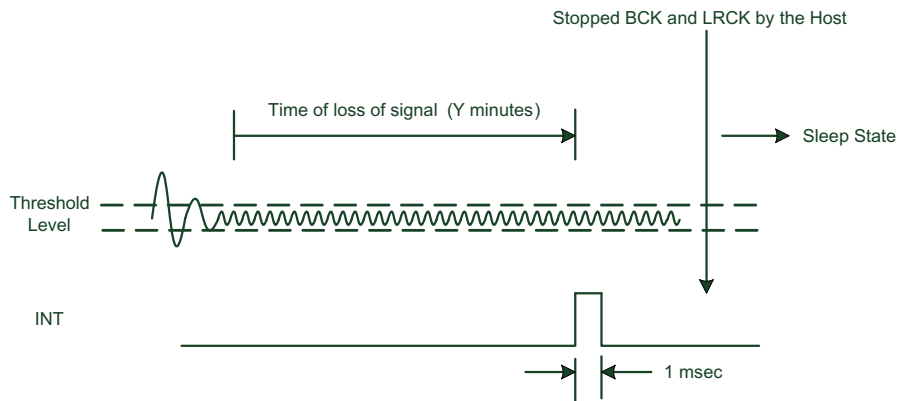 Stopped BCK and LRCK by the Host
Time of loss of signal (Y minutes)
Sleep State
Threshold
Level
INT
1 msec